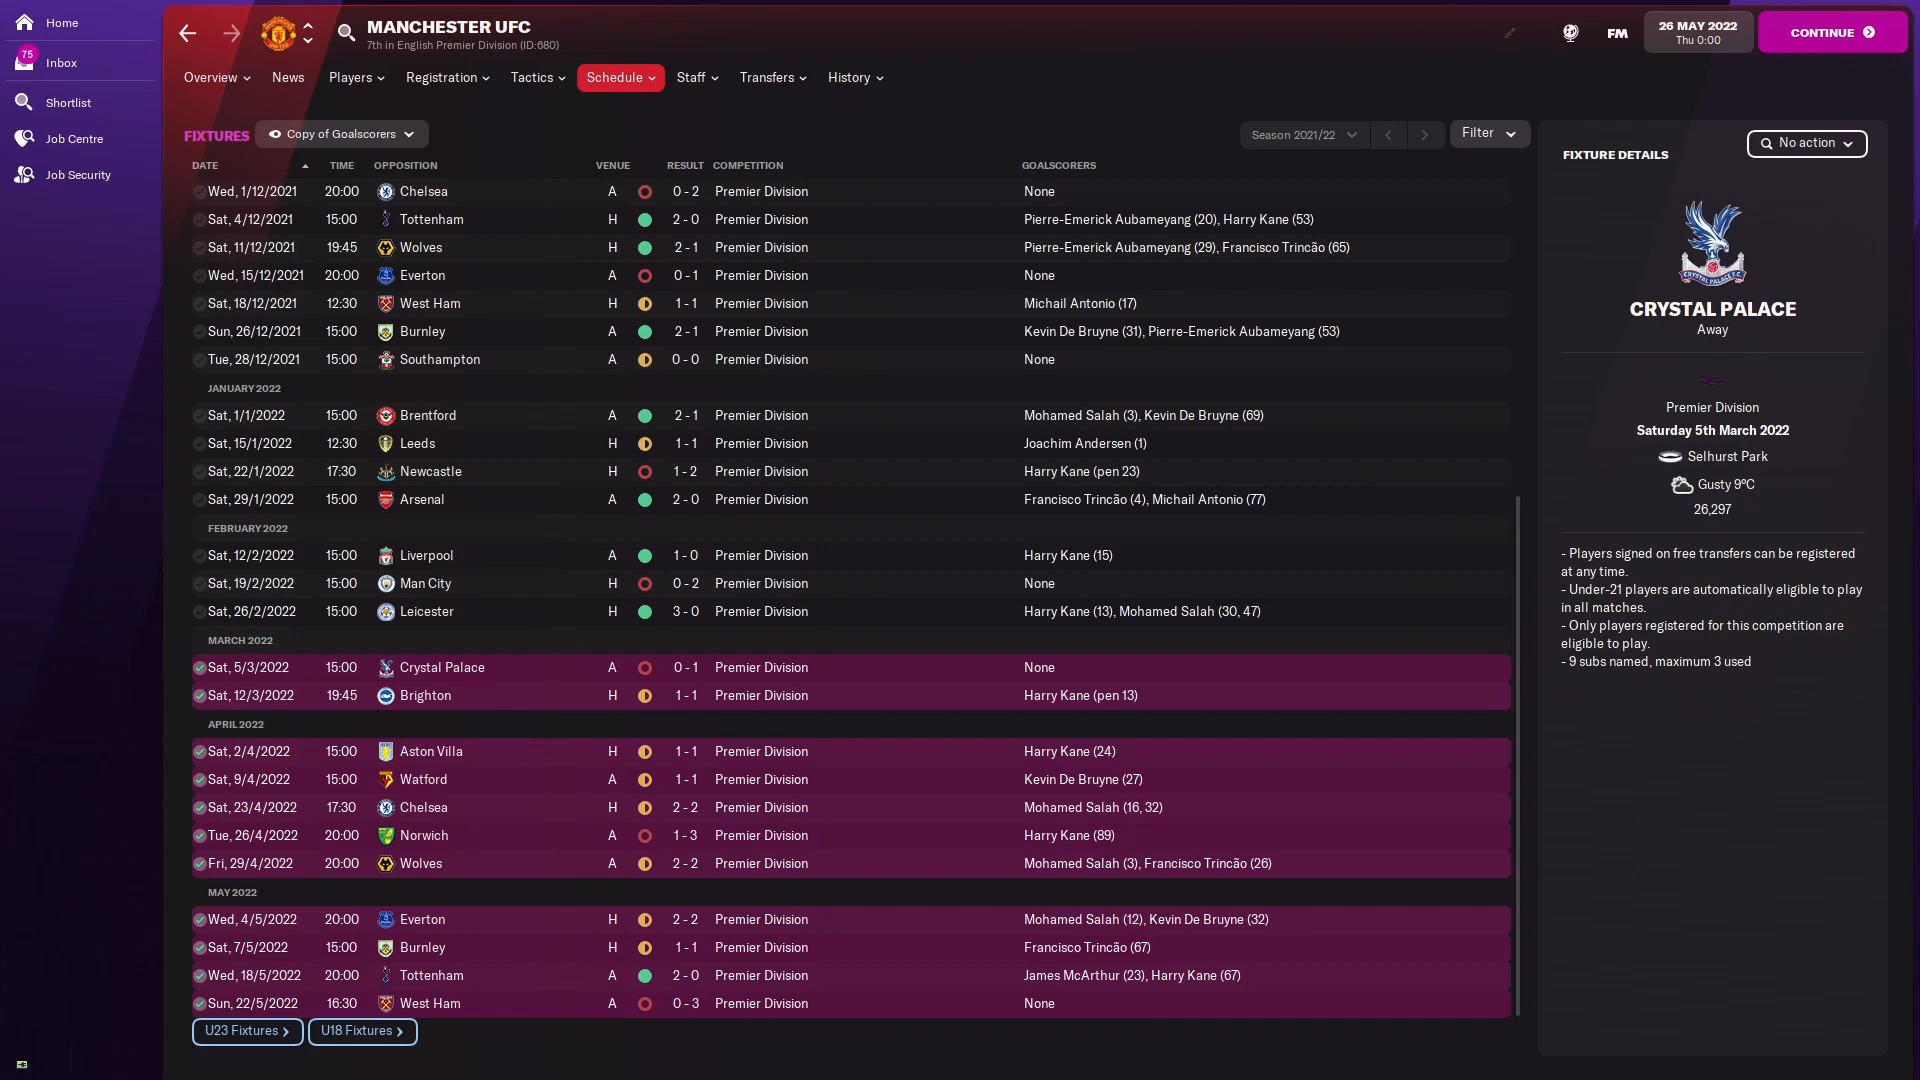 Home
75
Inbox
Shortlist
Job Centre
Job Security
MANCHESTER UFC
7th in English Premier Division (ID:680)
FM
26 MAY 2022
Thu 0:00
CONTINUE
Overview News Players Registration Tactics Schedule Staff Transfers History
FIXTURES Copy of Goalscorers Season 2021/22 Filter
DATE TIME OPPOSITION VENUE RESULT COMPETITION GOALSCORERS
Wed, 1/12/2021 20:00 Chelsea A 0 - 2 Premier Division None
Sat, 4/12/2021 15:00 Tottenham H 2 - 0 Premier Division Pierre-Emerick Aubameyang (20), Harry Kane (53)
Sat, 11/12/2021 19:45 Wolves H 2 - 1 Premier Division Pierre-Emerick Aubameyang (29), Francisco Trincão (65)
Wed, 15/12/2021 20:00 Everton A 0 - 1 Premier Division None
Sat, 18/12/2021 12:30 West Ham H 1 - 1 Premier Division Michail Antonio (17)
Sun, 26/12/2021 15:00 Burnley A 2 - 1 Premier Division Kevin De Bruyne (31), Pierre-Emerick Aubameyang (53)
Tue, 28/12/2021 15:00 Southampton A 0 - 0 Premier Division None
JANUARY 2022
Sat, 1/1/2022 15:00 Brentford A 2 - 1 Premier Division Mohamed Salah (3), Kevin De Bruyne (69)
Sat, 15/1/2022 12:30 Leeds H 1 - 1 Premier Division Joachim Andersen (1)
Sat, 22/1/2022 17:30 Newcastle H 1 - 2 Premier Division Harry Kane (pen 23)
Sat, 29/1/2022 15:00 Arsenal A 2 - 0 Premier Division Francisco Trincão (4), Michail Antonio (77)
FEBRUARY 2022
Sat, 12/2/2022 15:00 Liverpool A 1 - 0 Premier Division Harry Kane (15)
Sat, 19/2/2022 15:00 Man City H 0 - 2 Premier Division None
Sat, 26/2/2022 15:00 Leicester H 3 - 0 Premier Division Harry Kane (13), Mohamed Salah (30, 47)
MARCH 2022
Sat, 5/3/2022 15:00 Crystal Palace A 0 - 1 Premier Division None
Sat, 12/3/2022 19:45 Brighton H 1 - 1 Premier Division Harry Kane (pen 13)
APRIL 2022
Sat, 2/4/2022 15:00 Aston Villa H 1 - 1 Premier Division Harry Kane (24)
Sat, 9/4/2022 15:00 Watford A 1 - 1 Premier Division Kevin De Bruyne (27)
Sat, 23/4/2022 17:30 Chelsea H 2 - 2 Premier Division Mohamed Salah (16, 32)
Tue, 26/4/2022 20:00 Norwich A 1 - 3 Premier Division Harry Kane (89)
Fri, 29/4/2022 20:00 Wolves A 2 - 2 Premier Division Mohamed Salah (3), Francisco Trincão (26)
MAY 2022
Wed, 4/5/2022 20:00 Everton H 2 - 2 Premier Division Mohamed Salah (12), Kevin De Bruyne (32)
Sat, 7/5/2022 15:00 Burnley H 1 - 1 Premier Division Francisco Trincão (67)
Wed, 18/5/2022 20:00 Tottenham A 2 - 0 Premier Division James McArthur (23), Harry Kane (67)
Sun, 22/5/2022 16:30 West Ham A 0 - 3 Premier Division None
U23 Fixtures U18 Fixtures
FIXTURE DETAILS
No action
CRYSTAL PALACE F.C.
CRYSTAL PALACE
Away
Premier Division
Saturday 5th March 2022
Selhurst Park
Gusty 9ºC
26,297
- Players signed on free transfers can be registered
at any time.
- Under-21 players are automatically eligible to play
in all matches.
- Only players registered for this competition are
eligible to play.
- 9 subs named, maximum 3 used